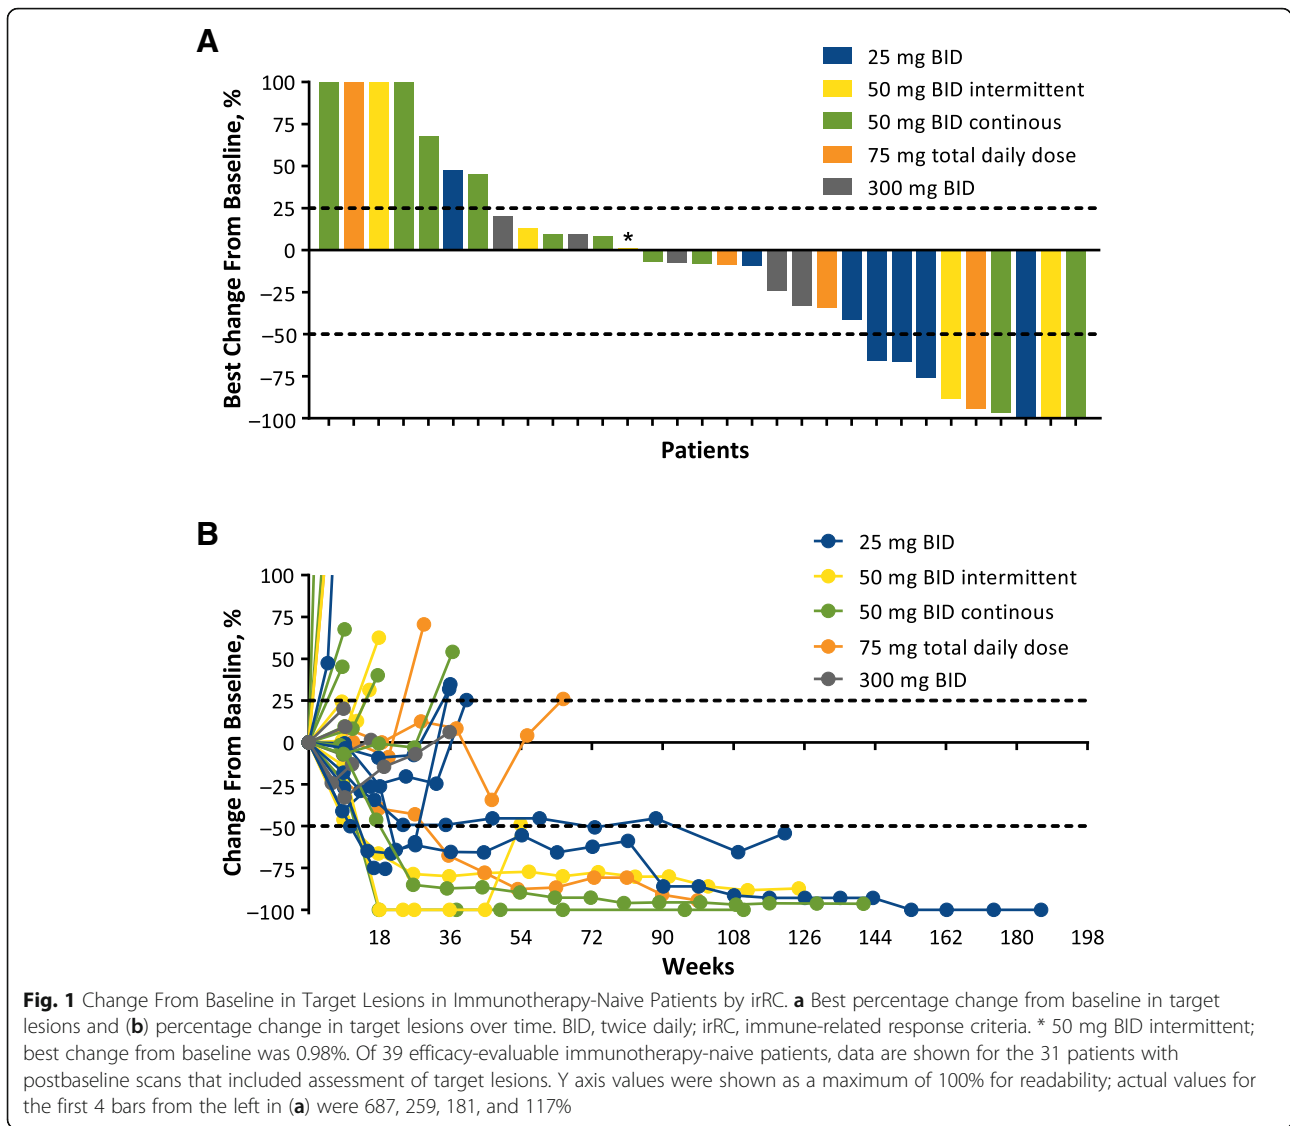 A
25 mg BID
50 mg BID intermittent
50 mg BID continous
75 mg total daily dose
300 mg BID
Best Change From Baseline, %
100
75
50
25
0
−25
−50
−75
−100
*
Patients
B
25 mg BID
50 mg BID intermittent
50 mg BID continous
75 mg total daily dose
300 mg BID
Change From Baseline, %
100
75
50
25
0
−25
−50
−75
−100
18 36 54 72 90 108 126 144 162 180 198
Weeks
Fig. 1 Change From Baseline in Target Lesions in Immunotherapy-Naive Patients by irRC. a Best percentage change from baseline in target
lesions and (b) percentage change in target lesions over time. BID, twice daily; irRC, immune-related response criteria. * 50 mg BID intermittent;
best change from baseline was 0.98%. Of 39 efficacy-evaluable immunotherapy-naive patients, data are shown for the 31 patients with
postbaseline scans that included assessment of target lesions. Y axis values were shown as a maximum of 100% for readability; actual values for
the first 4 bars from the left in (a) were 687, 259, 181, and 117%